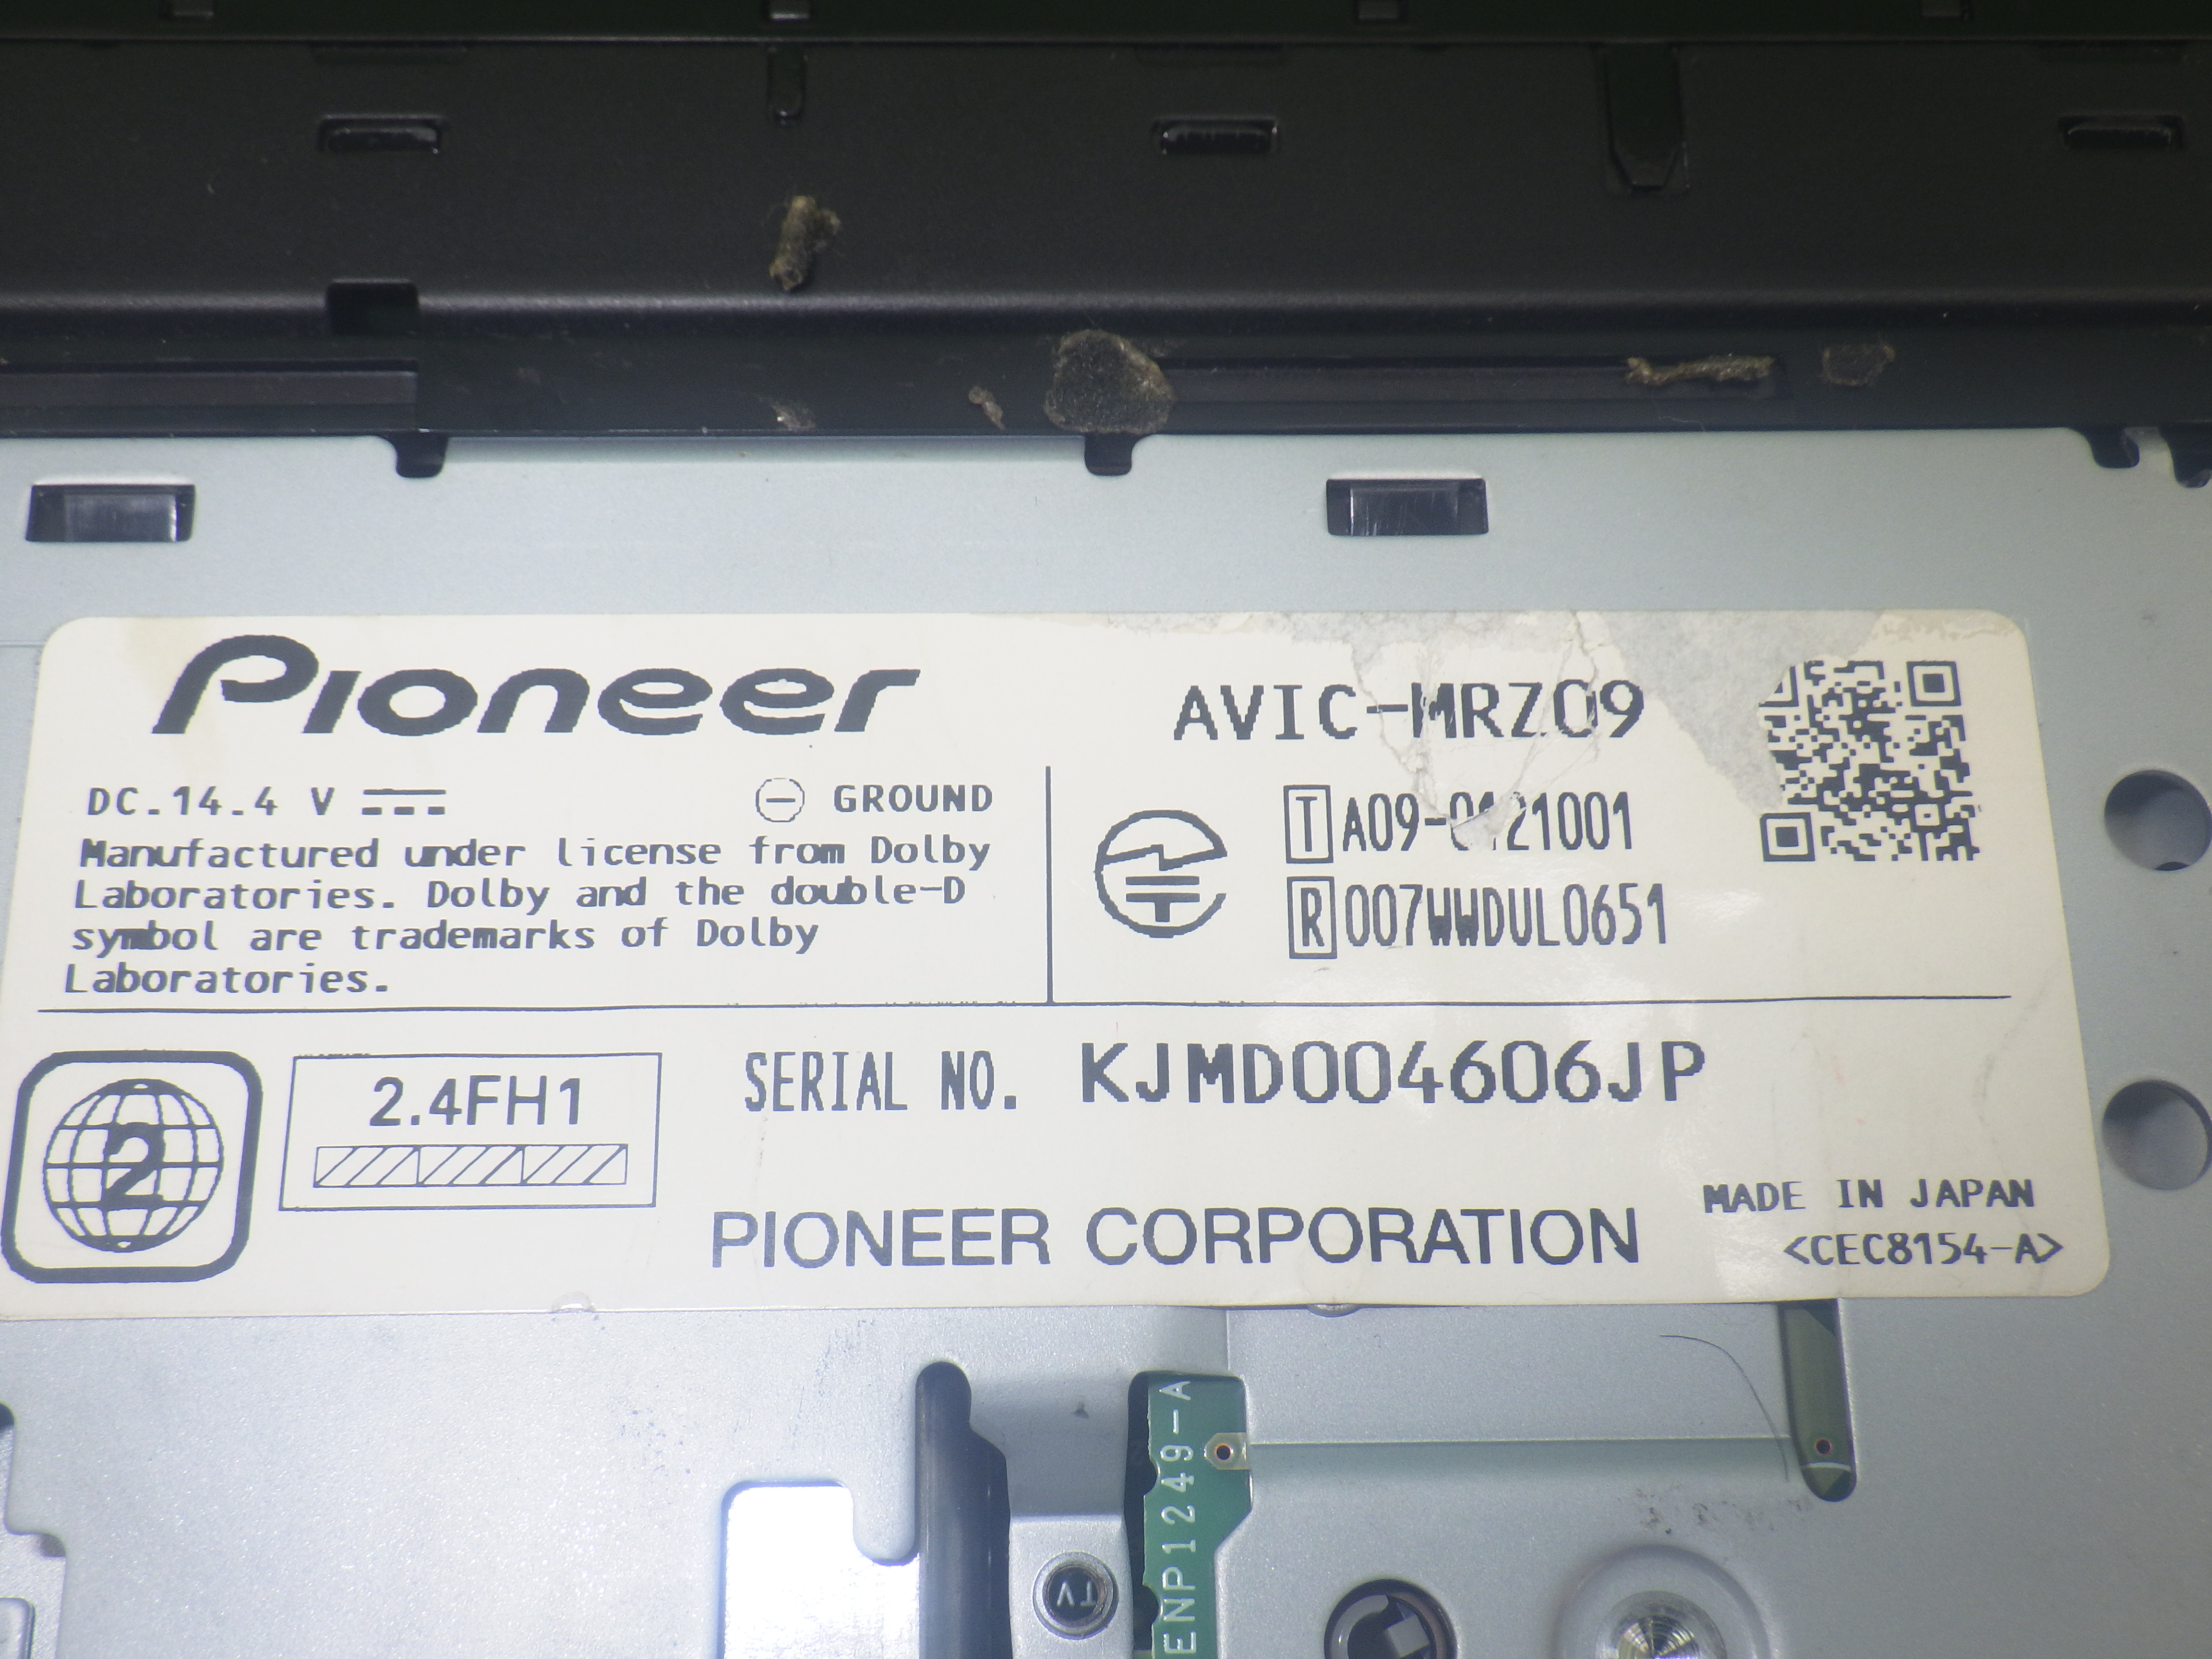 Pioneer
AVIC-MRZ09
DC.14.4 V
GROUND
Manufactured under license from Dolby
Laboratories. Dolby and the double-D
symbol are trademarks of Dolby
Laboratories.
T A09-0121001
R 007WWDUL0651
2
2.4FH1
SERIAL NO. KJMD004606JP
PIONEER CORPORATION
MADE IN JAPAN
<CEC8154-A>
ENP1249-A
TV